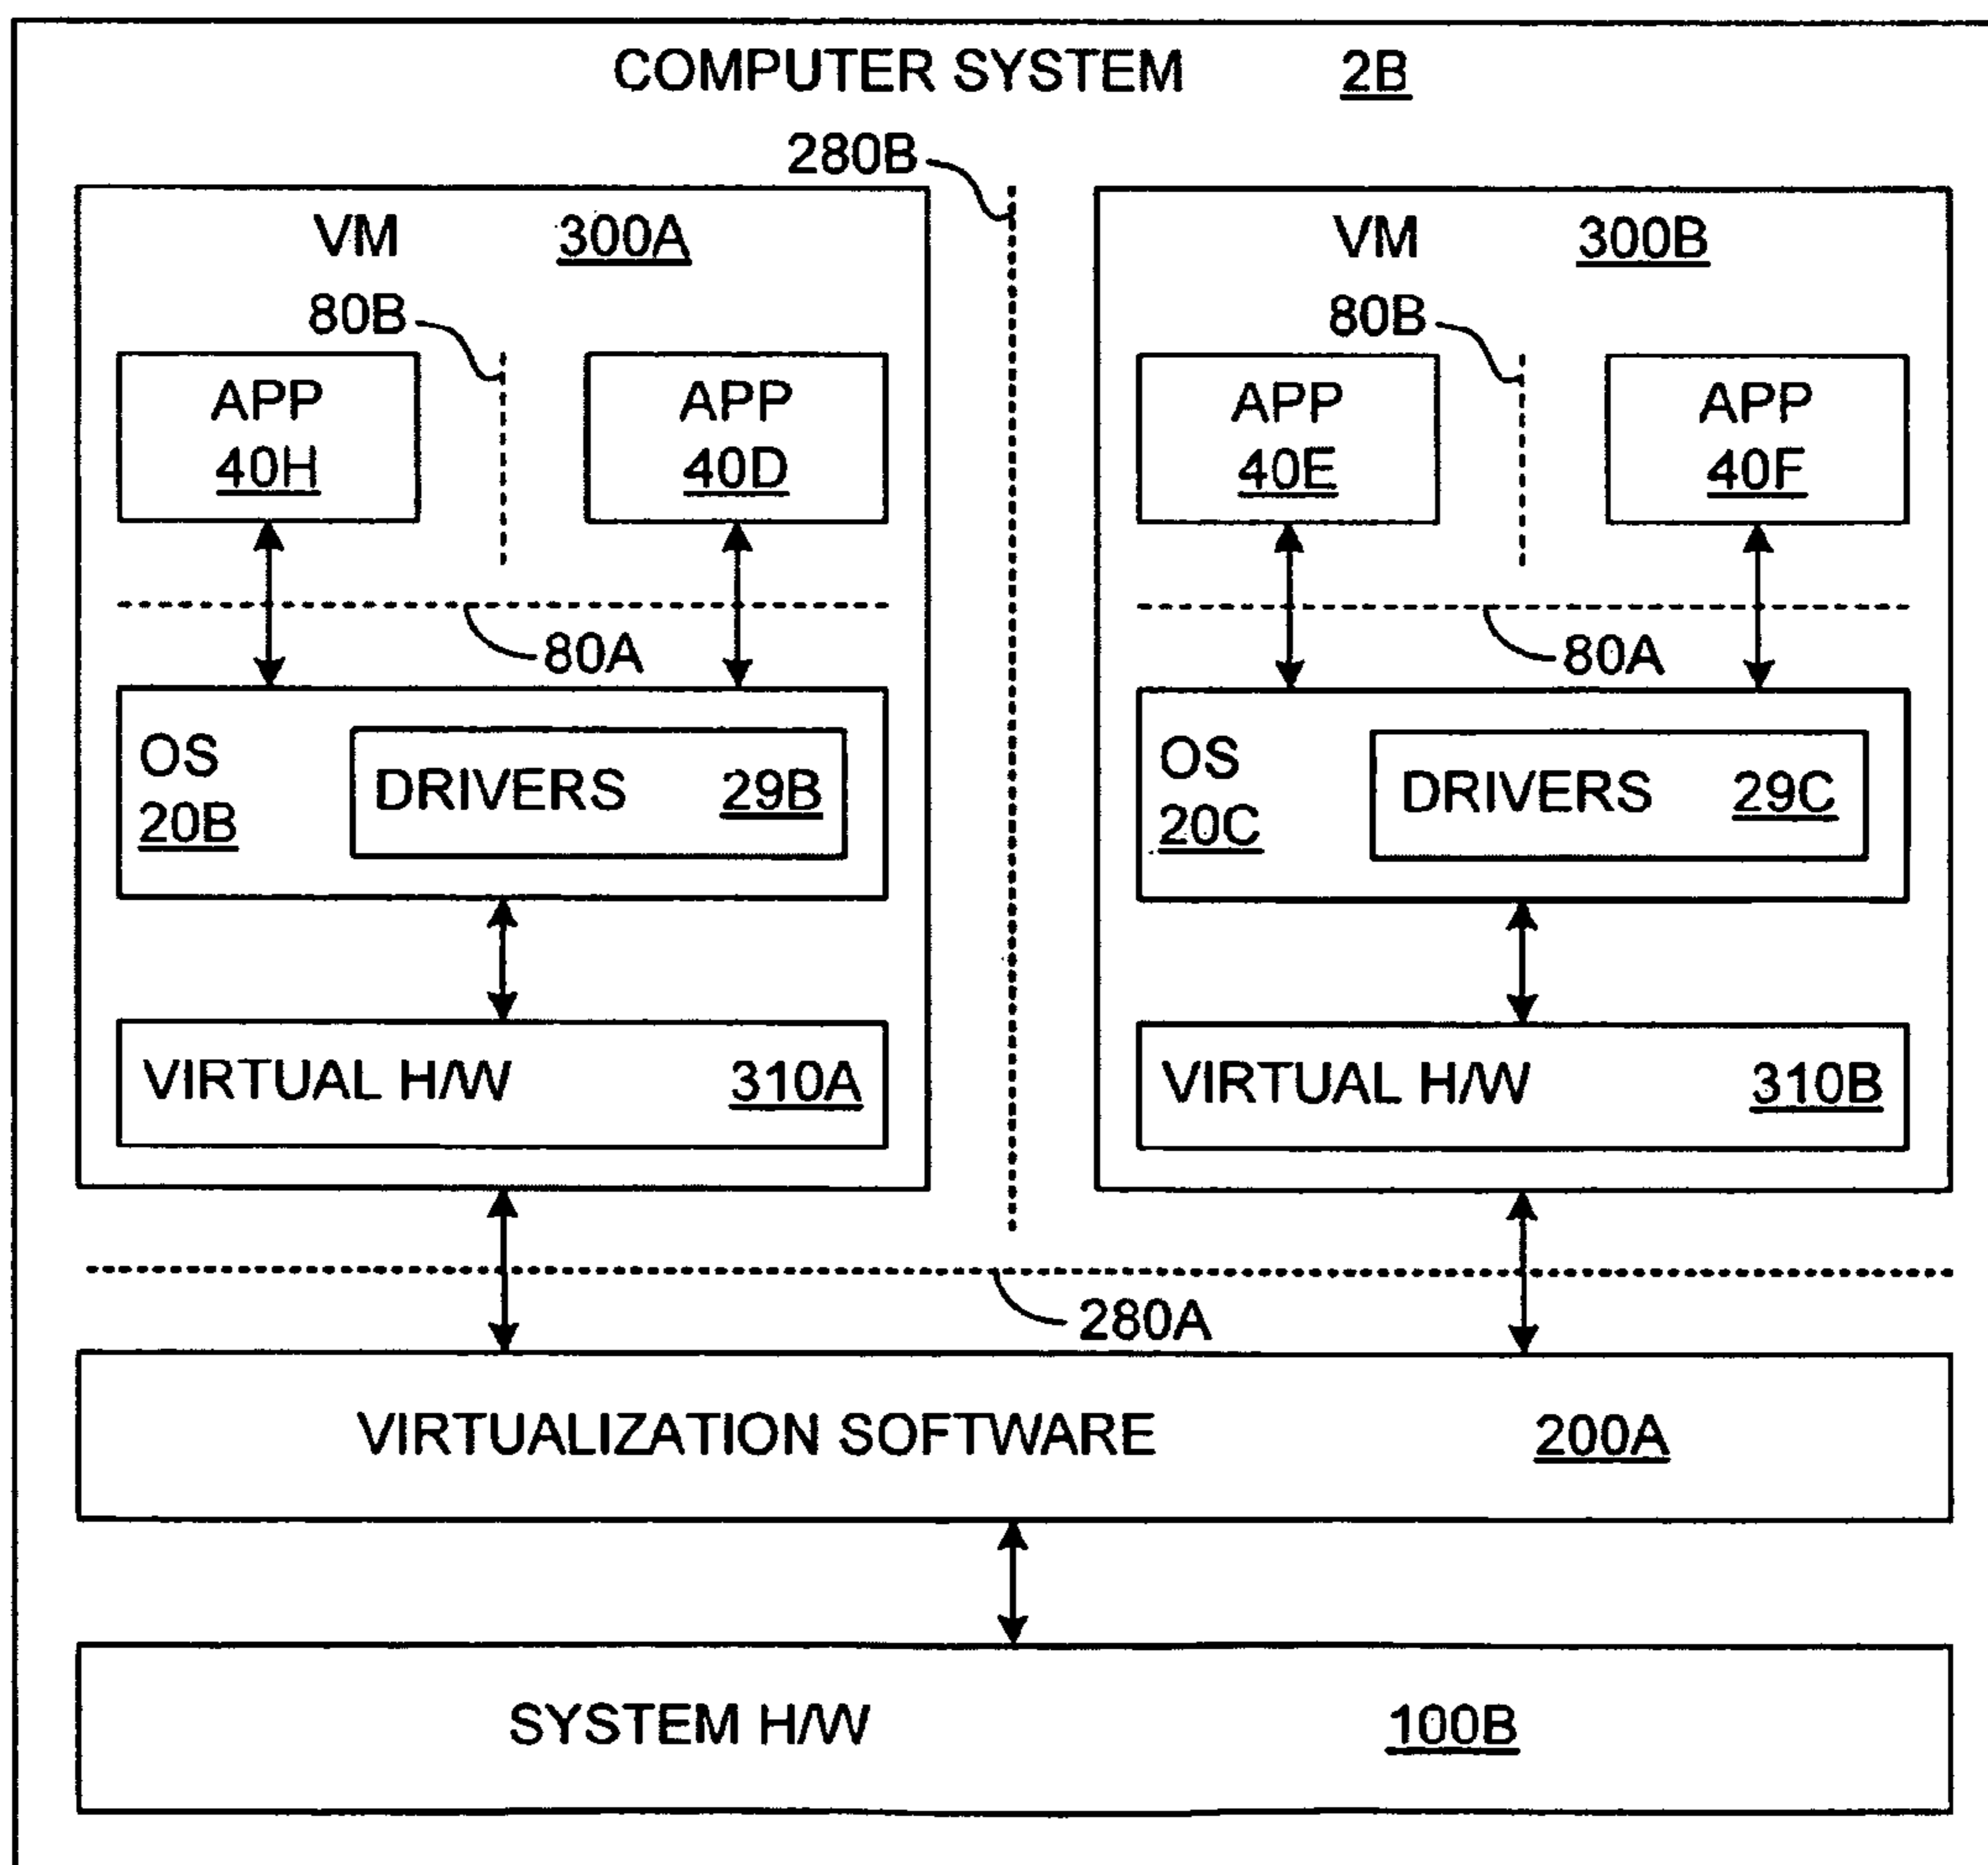 COMPUTER SYSTEM 2B
280B
VM 300A
80B
APP
40H
APP
40D
80A
OS
20B
DRIVERS 29B
VIRTUAL H/W 310A
VM 300B
80B
APP
40E
APP
40F
80A
OS
20C
DRIVERS 29C
VIRTUAL H/W 310B
280A
VIRTUALIZATION SOFTWARE 200A
SYSTEM H/W 100B